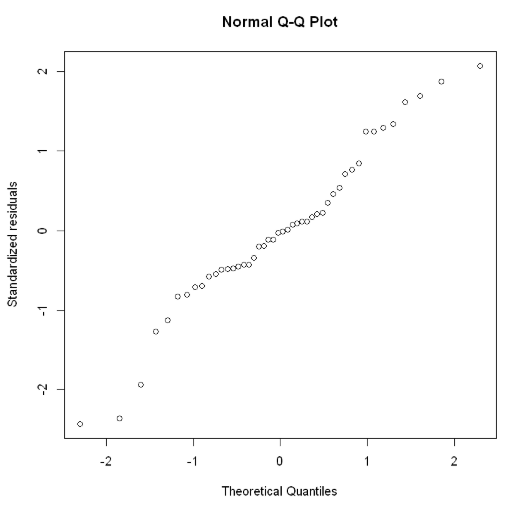 Normal Q-Q Plot
Standardized residuals
2
1
0
-1
-2
-2 -1 0 1 2
Theoretical Quantiles